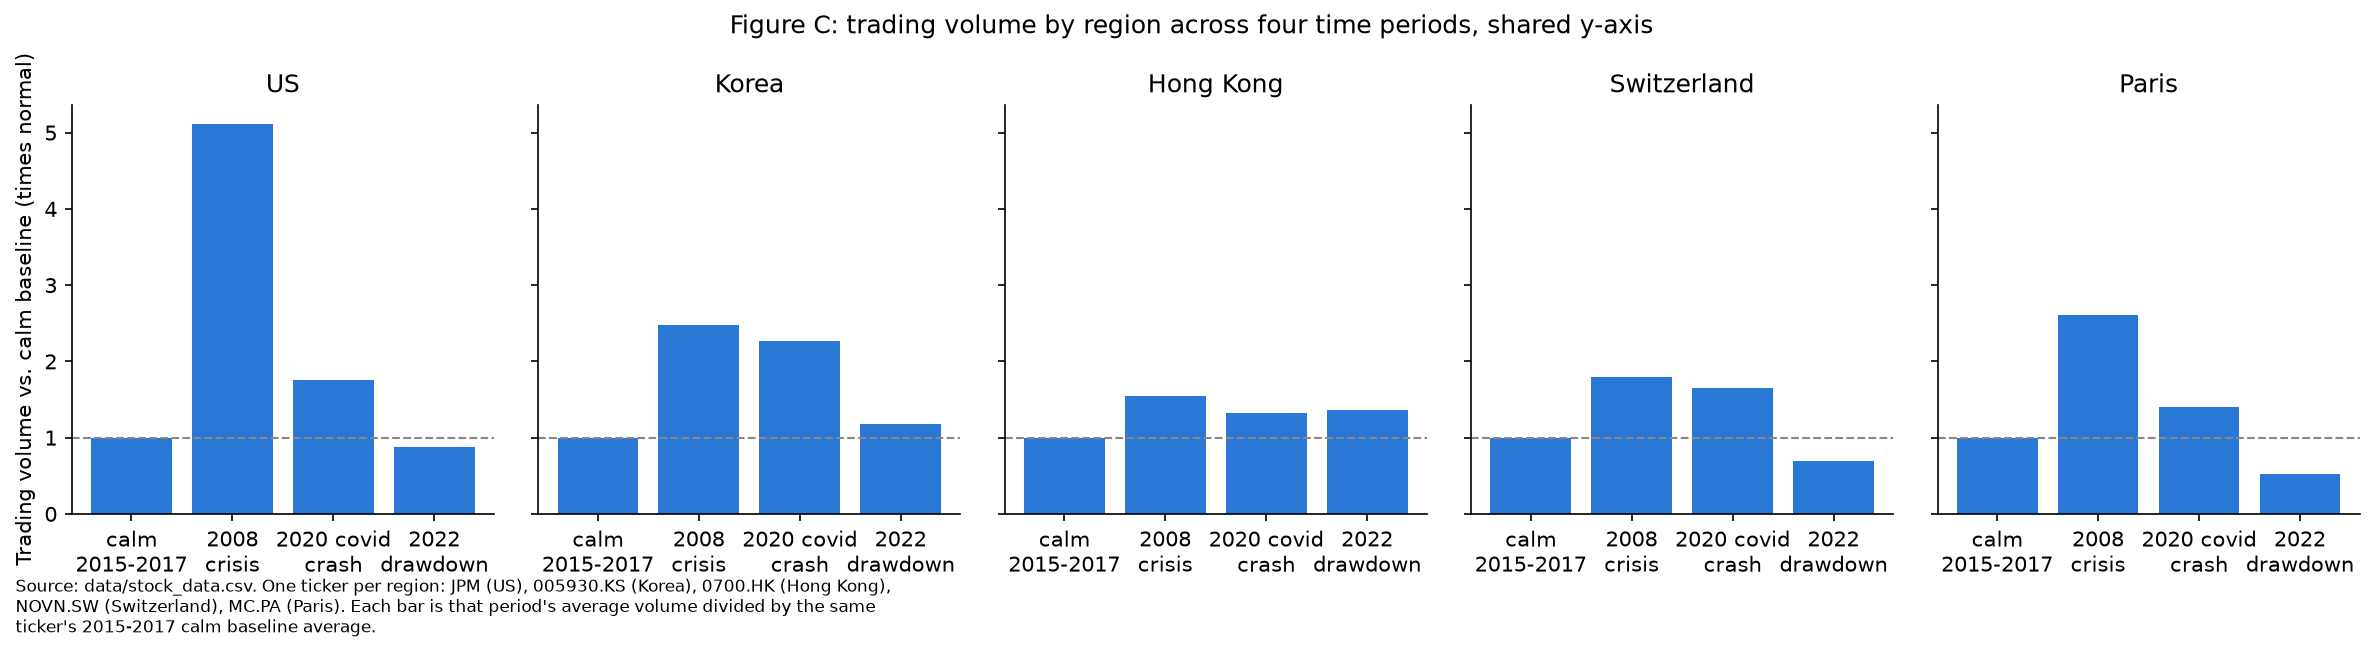 Figure C: trading volume by region across four time periods, shared y-axis
Trading volume vs. calm baseline (times normal)
US
5
4
3
2
1
0
calm
2015-2017
2008
crisis
2020 covid
crash
2022
drawdown
Korea
calm
2015-2017
2008
crisis
2020 covid
crash
2022
drawdown
Hong Kong
calm
2015-2017
2008
crisis
2020 covid
crash
2022
drawdown
Switzerland
calm
2015-2017
2008
crisis
2020 covid
crash
2022
drawdown
Paris
calm
2015-2017
2008
crisis
2020 covid
crash
2022
drawdown
Source: data/stock_data.csv. One ticker per region: JPM (US), 005930.KS (Korea), 0700.HK (Hong Kong),
NOVN.SW (Switzerland), MC.PA (Paris). Each bar is that period's average volume divided by the same
ticker's 2015-2017 calm baseline average.